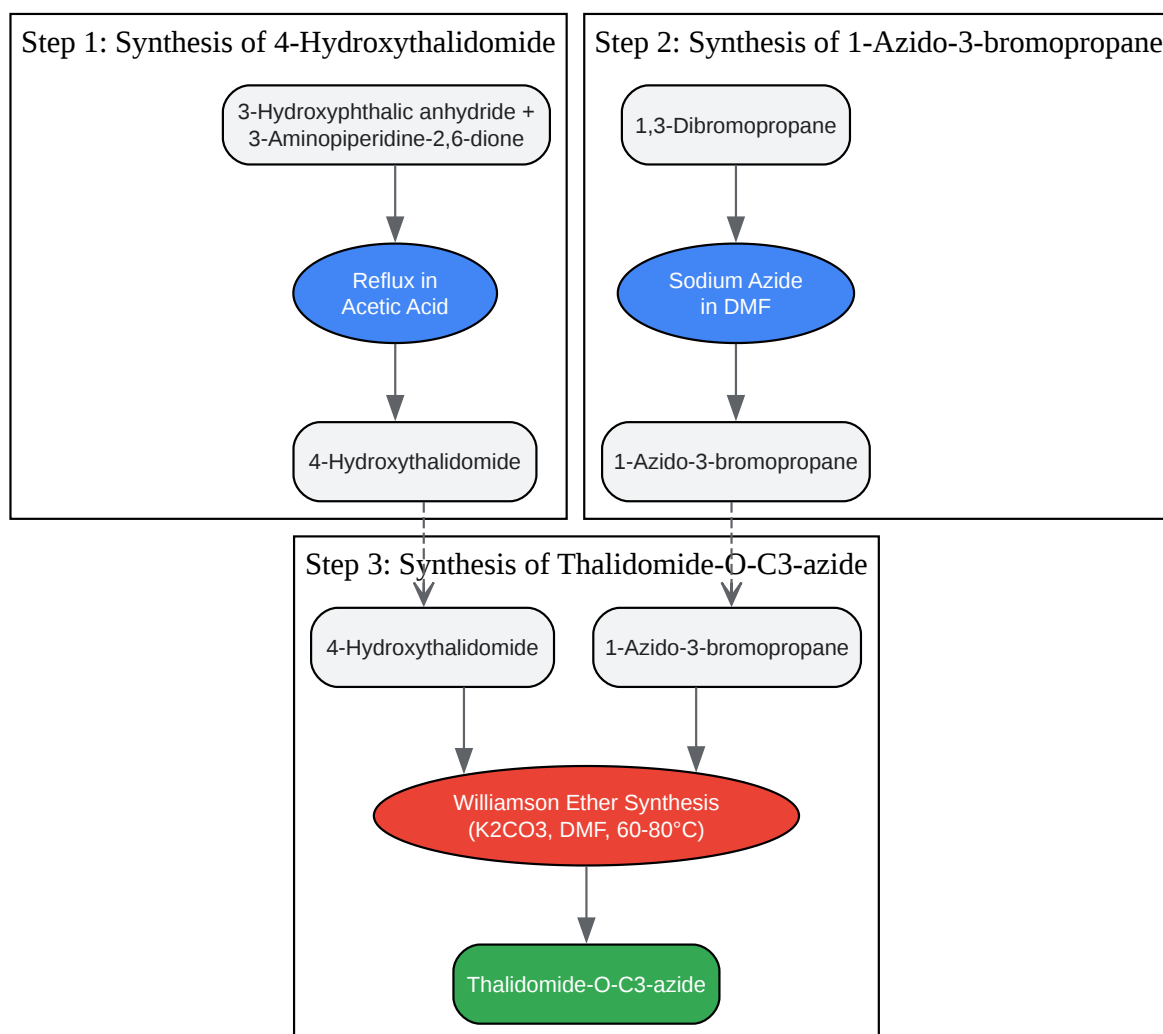 Step 1: Synthesis of 4-Hydroxythalidomide
3-Hydroxyphthalic anhydride +
3-Aminopiperidine-2,6-dione
Reflux in
Acetic Acid
4-Hydroxythalidomide
Step 2: Synthesis of 1-Azido-3-bromopropane
1,3-Dibromopropane
Sodium Azide
in DMF
1-Azido-3-bromopropane
Step 3: Synthesis of Thalidomide-O-C3-azide
4-Hydroxythalidomide
1-Azido-3-bromopropane
Williamson Ether Synthesis
(K2CO3, DMF, 60-80°C)
Thalidomide-O-C3-azide